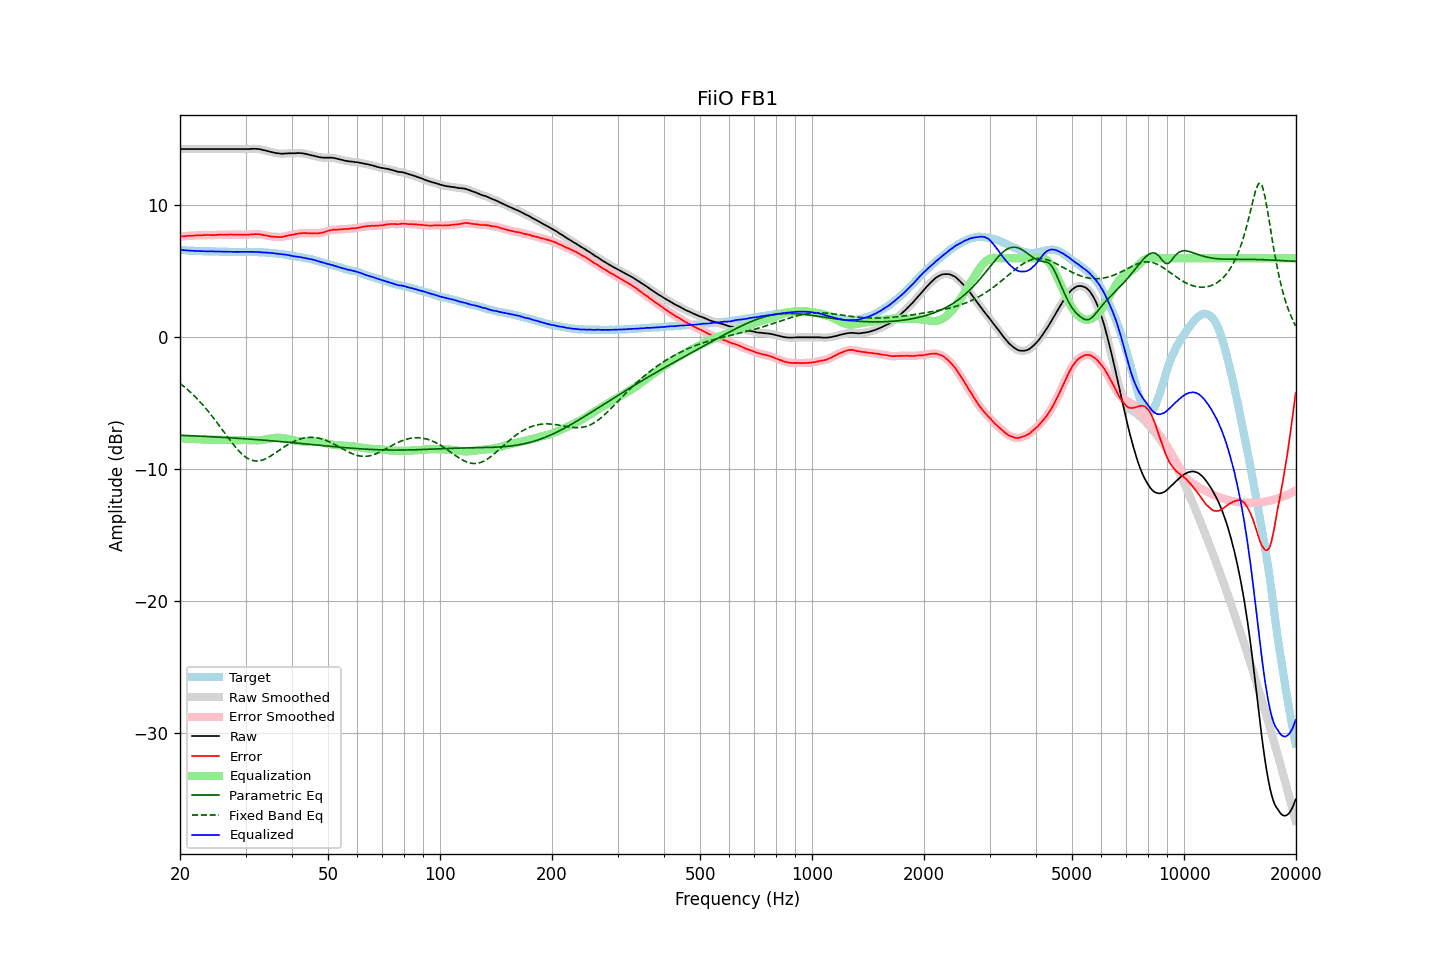 FiiO FB1
Amplitude (dBr)
10
0
−10
−20
−30
Target
Raw Smoothed
Error Smoothed
Raw
Error
Equalization
Parametric Eq
Fixed Band Eq
Equalized
20 50 100 200 500 1000 2000 5000 10000 20000
Frequency (Hz)